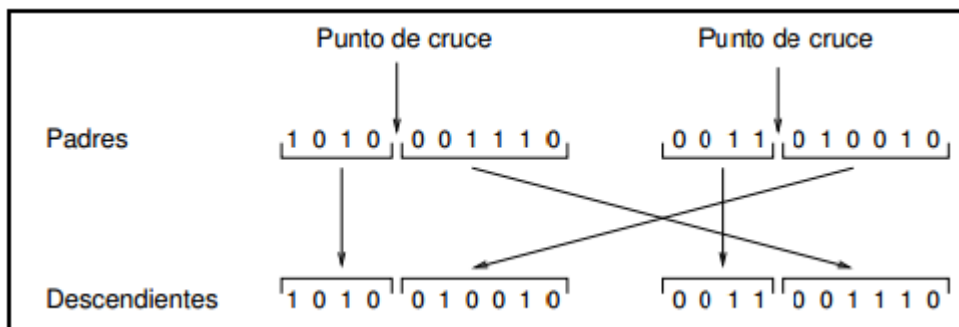 Punto de cruce Punto de cruce
Padres 1 0 1 0 0 0 1 1 1 0 0 0 1 1 0 1 0 0 1 0
Descendientes 1 0 1 0 0 1 0 0 1 0 0 0 1 1 0 0 1 1 1 0